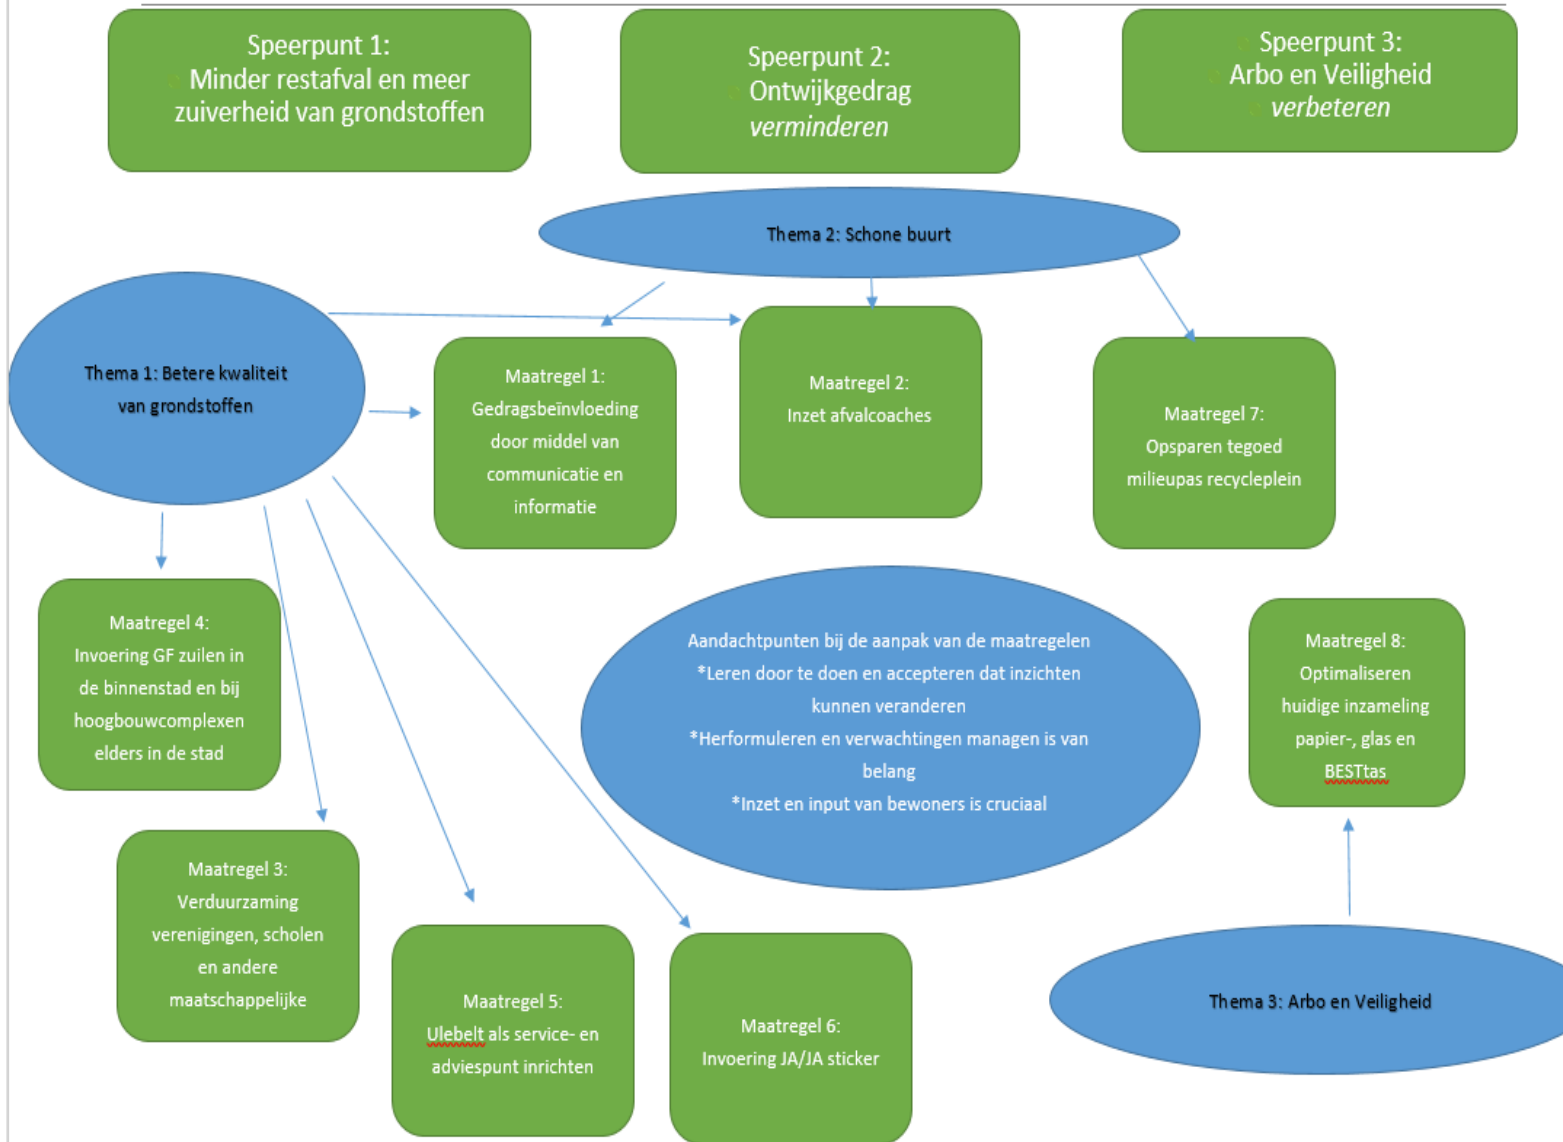 Speerpunt 1:
Minder restafval en meer
zuiverheid van grondstoffen
Speerpunt 2:
Ontwijkgedrag
verminderen
Speerpunt 3:
Arbo en Veiligheid
verbeteren
Thema 2: Schone buurt
Thema 1: Betere kwaliteit
van grondstoffen
Maatregel 1:
Gedragsbeïnvloeding
door middel van
communicatie en
informatie
Maatregel 2:
Inzet afvalcoaches
Maatregel 7:
Opsparen tegoed
milieupas recycleplein
Maatregel 4:
Invoering GF zuilen in
de binnenstad en bij
hoogbouwcomplexen
elders in de stad
Aandachtpunten bij de aanpak van de maatregelen
*Leren door te doen en accepteren dat inzichten
kunnen veranderen
*Herformuleren en verwachtingen managen is van
belang
*Inzet en input van bewoners is cruciaal
Maatregel 8:
Optimaliseren
huidige inzameling
papier-, glas en
BESTtas
Maatregel 3:
Verduurzaming
verenigingen, scholen
en andere
maatschappelijke
Maatregel 5:
Ulebelt als service- en
adviespunt inrichten
Maatregel 6:
Invoering JA/JA sticker
Thema 3: Arbo en Veiligheid